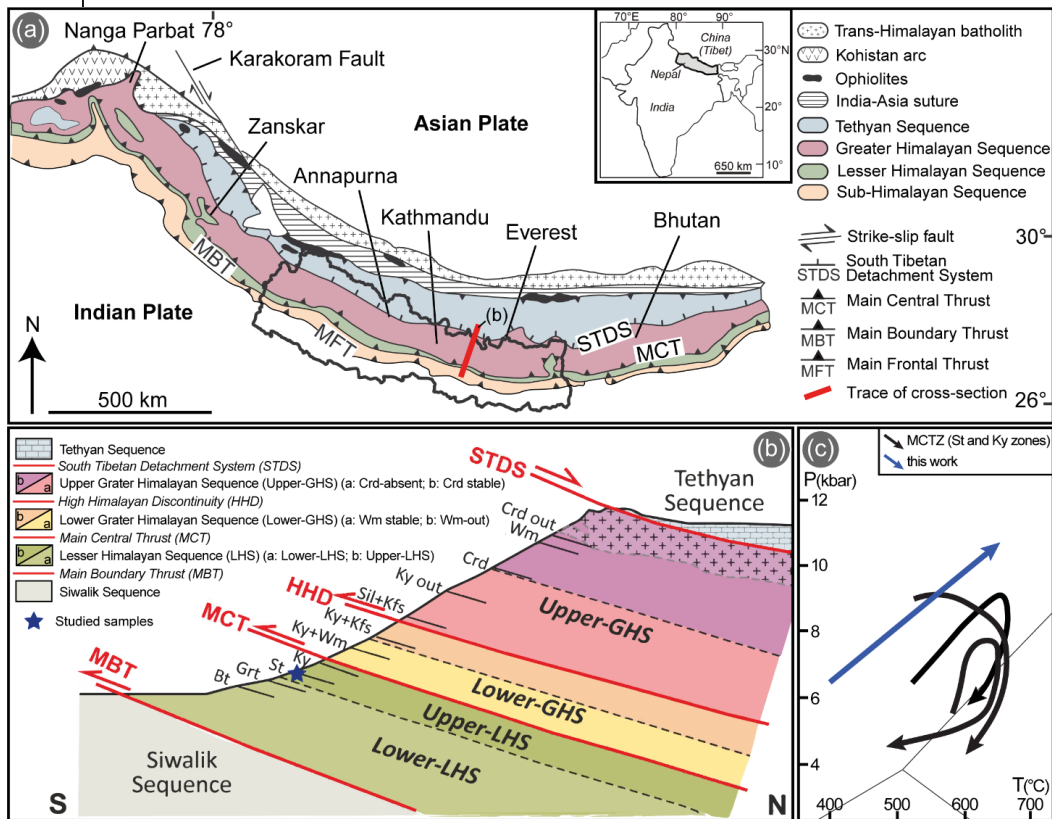 (a)
Nanga Parbat 78°
Karakoram Fault
Zanskar
Asian Plate
Annapurna
Kathmandu
Everest
Bhutan
(b)
MBT
Indian Plate
MFT
STDS
MCT
N
500 km
30°
26°
70°E
80°
90°
China
(Tibet)
30°N
Nepal
India
20°
10°
650 km
Trans-Himalayan batholith
Kohistan arc
Ophiolites
India-Asia suture
Tethyan Sequence
Greater Himalayan Sequence
Lesser Himalayan Sequence
Sub-Himalayan Sequence
Strike-slip fault
STDS South Tibetan Detachment System
MCT Main Central Thrust
MBT Main Boundary Thrust
MFT Main Frontal Thrust
Trace of cross-section
(b)
Tethyan Sequence
South Tibetan Detachment System (STDS)
b a Upper Grater Himalayan Sequence (Upper-GHS) (a: Crd-absent; b: Crd stable)
High Himalayan Discontinuity (HHD)
b a Lower Grater Himalayan Sequence (Lower-GHS) (a: Wm stable; b: Wm-out)
Main Central Thrust (MCT)
b a Lesser Himalayan Sequence (LHS) (a: Lower-LHS; b: Upper-LHS)
Main Boundary Thrust (MBT)
Siwalik Sequence
Studied samples
STDS
Tethyan
Sequence
Crd out
Wm
Crd
Ky out
Sil+Kfs
HHD
Ky+Kfs
MCT
Ky+Wm
Ky
St
Grt
Bt
MBT
Upper-GHS
Lower-GHS
Upper-LHS
Lower-LHS
Siwalik
Sequence
S
N
(c)
MCTZ (St and Ky zones)
this work
P(kbar)
12
10
8
6
4
T(°C)
400
500
600
700